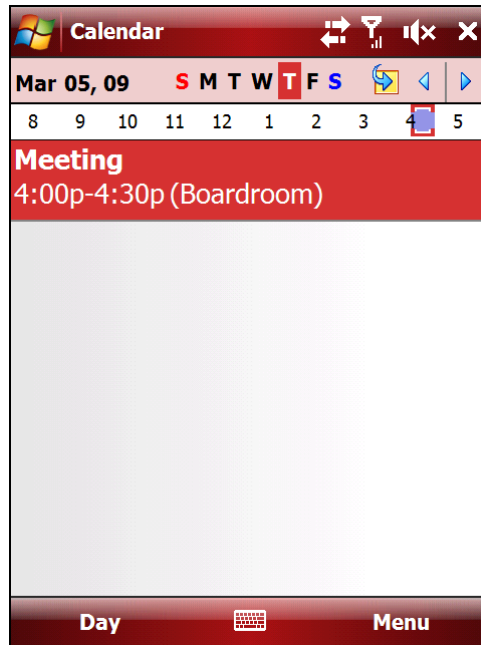 Calendar
Mar 05, 09 S M T W T F S
8 9 10 11 12 1 2 3 4 5
Meeting
4:00p-4:30p (Boardroom)
Day Menu